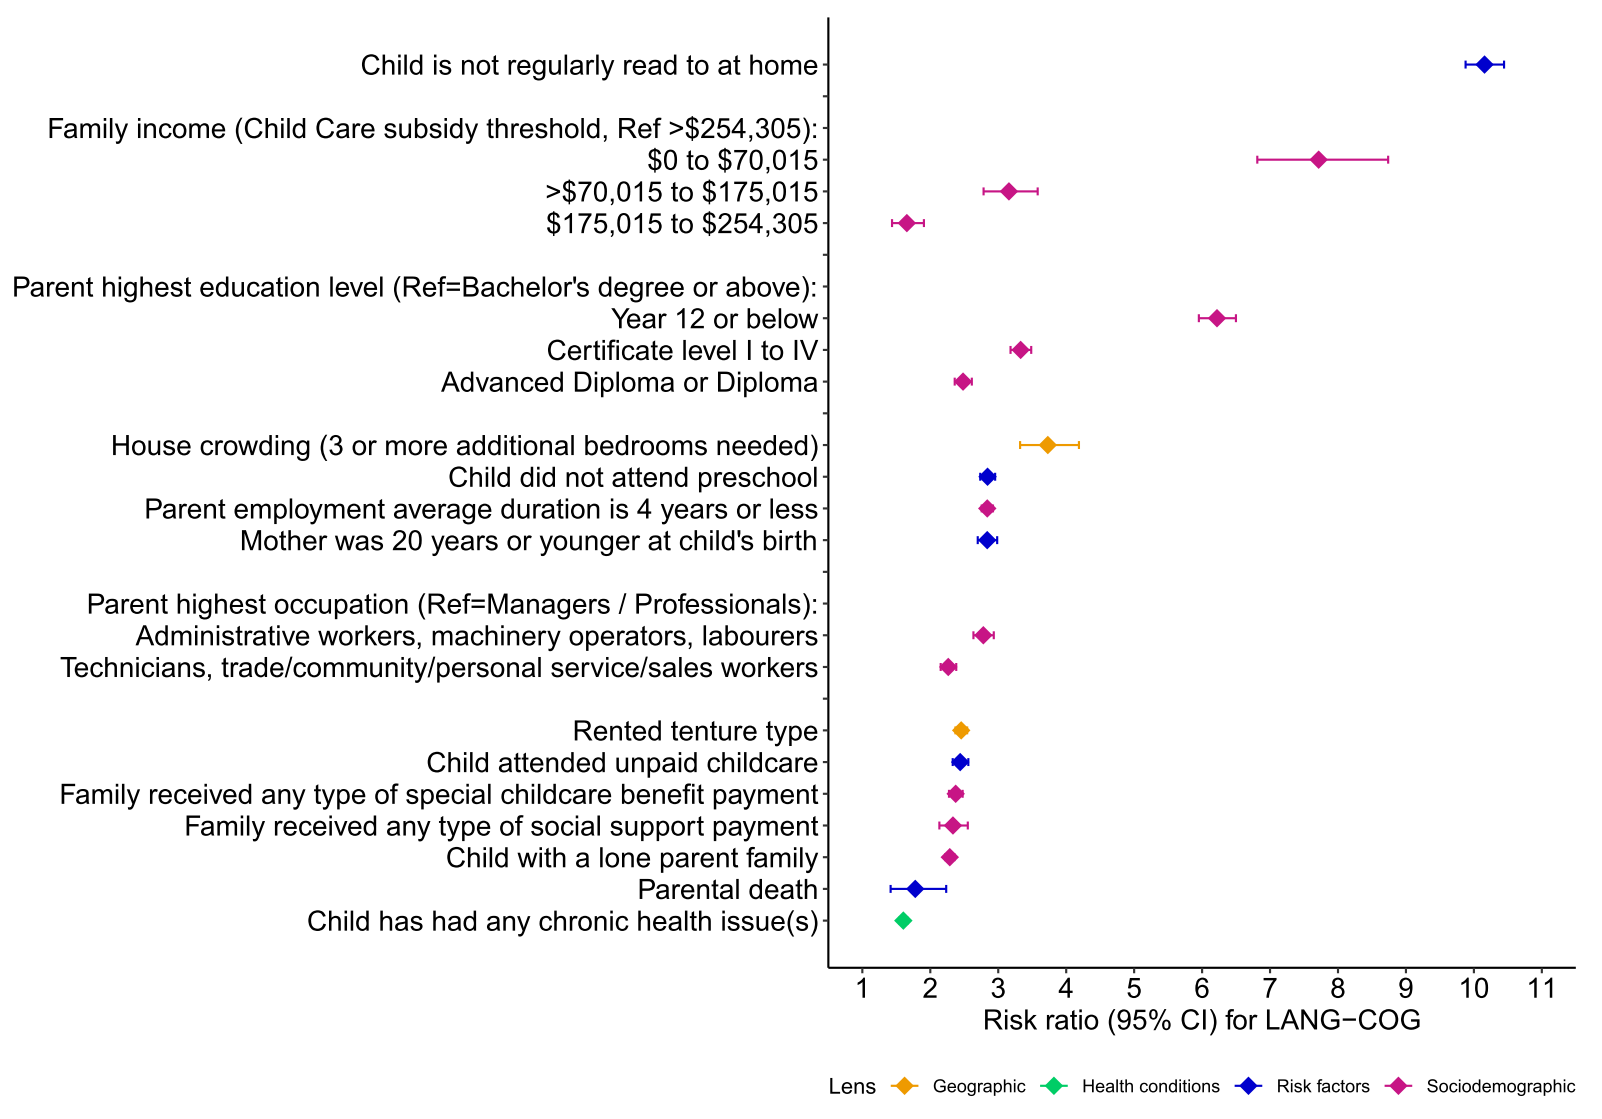 Child is not regularly read to at home
Family income (Child Care subsidy threshold, Ref >$254,305):
$0 to $70,015
>$70,015 to $175,015
$175,015 to $254,305
Parent highest education level (Ref=Bachelor's degree or above):
Year 12 or below
Certificate level I to IV
Advanced Diploma or Diploma
House crowding (3 or more additional bedrooms needed)
Child did not attend preschool
Parent employment average duration is 4 years or less
Mother was 20 years or younger at child's birth
Parent highest occupation (Ref=Managers / Professionals):
Administrative workers, machinery operators, labourers
Technicians, trade/community/personal service/sales workers
Rented tenture type
Child attended unpaid childcare
Family received any type of special childcare benefit payment
Family received any type of social support payment
Child with a lone parent family
Parental death
Child has had any chronic health issue(s)
1 2 3 4 5 6 7 8 9 10 11
Risk ratio (95% CI) for LANG−COG
Lens Geographic Health conditions Risk factors Sociodemographic